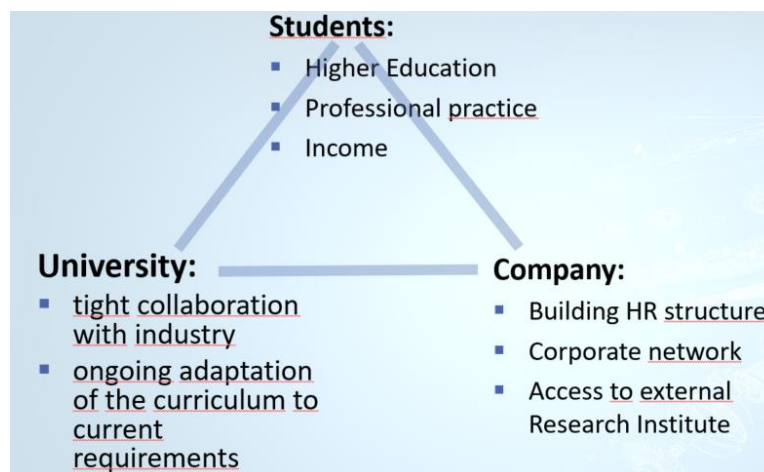 Students:
Higher Education
Professional practice
Income
University:
tight collaboration
with industry
ongoing adaptation
of the curriculum to
current
requirements
Company:
Building HR structure
Corporate network
Access to external
Research Institute